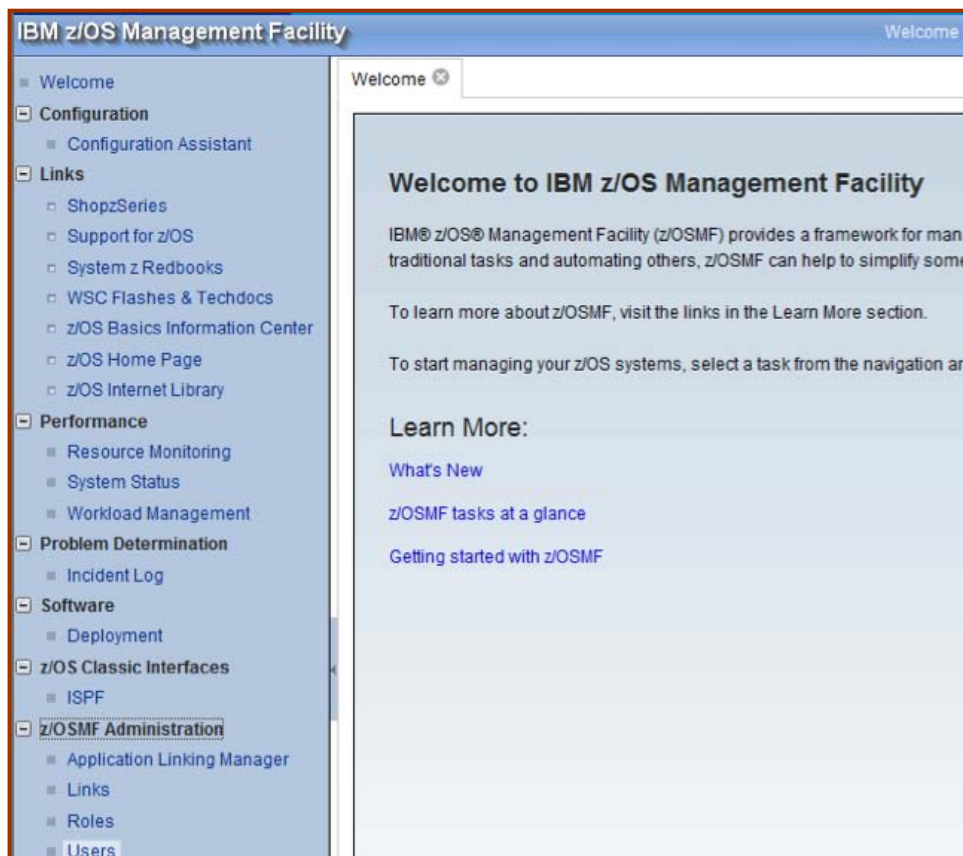 IBM z/OS Management Facility
Welcome
Welcome
Configuration
Configuration Assistant
Links
ShopzSeries
Support for z/OS
System z Redbooks
WSC Flashes & Techdocs
z/OS Basics Information Center
z/OS Home Page
z/OS Internet Library
Performance
Resource Monitoring
System Status
Workload Management
Problem Determination
Incident Log
Software
Deployment
z/OS Classic Interfaces
ISPF
z/OSMF Administration
Application Linking Manager
Links
Roles
Users
Welcome
Welcome to IBM z/OS Management Facility
IBM® z/OS® Management Facility (z/OSMF) provides a framework for man
traditional tasks and automating others, z/OSMF can help to simplify some
To learn more about z/OSMF, visit the links in the Learn More section.
To start managing your z/OS systems, select a task from the navigation ar
Learn More:
What's New
z/OSMF tasks at a glance
Getting started with z/OSMF